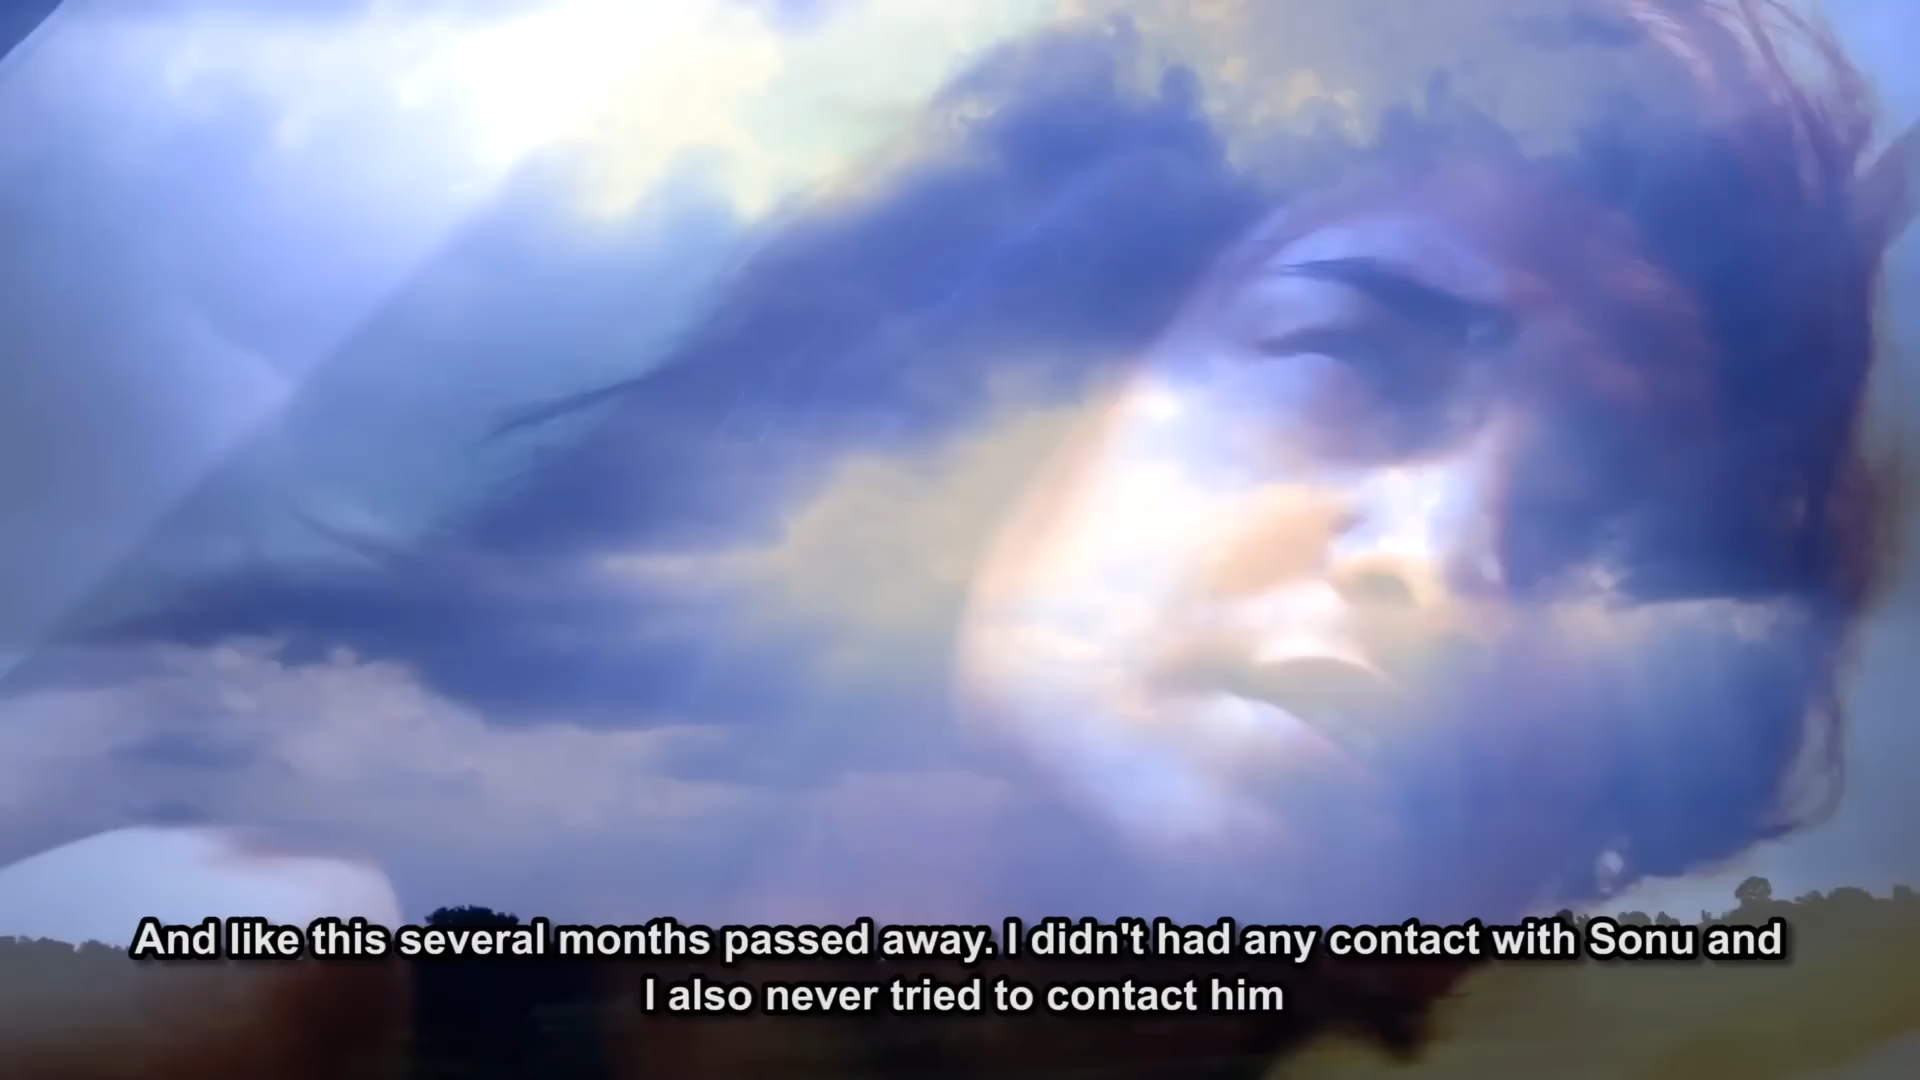 And like this several months passed away. I didn't had any contact with Sonu and
I also never tried to contact him